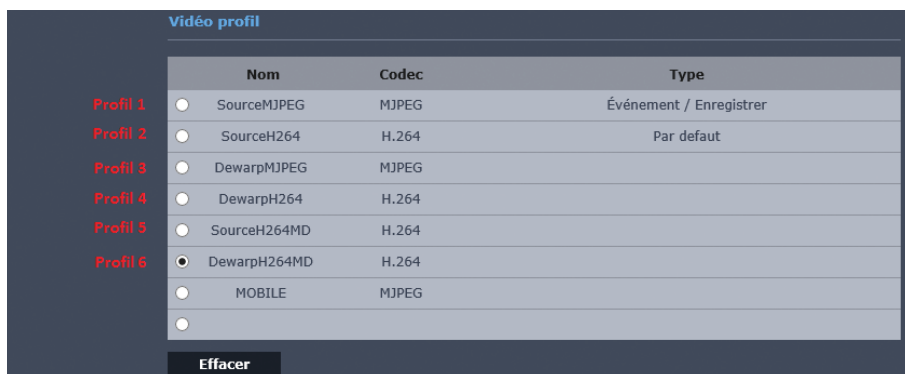 Vidéo profil
Nom Codec Type
Profil 1 SourceMJPEG MJPEG Événement / Enregistrer
Profil 2 SourceH264 H.264 Par defaut
Profil 3 DewarpMJPEG MJPEG
Profil 4 DewarpH264 H.264
Profil 5 SourceH264MD H.264
Profil 6 DewarpH264MD H.264
MOBILE MJPEG
Effacer